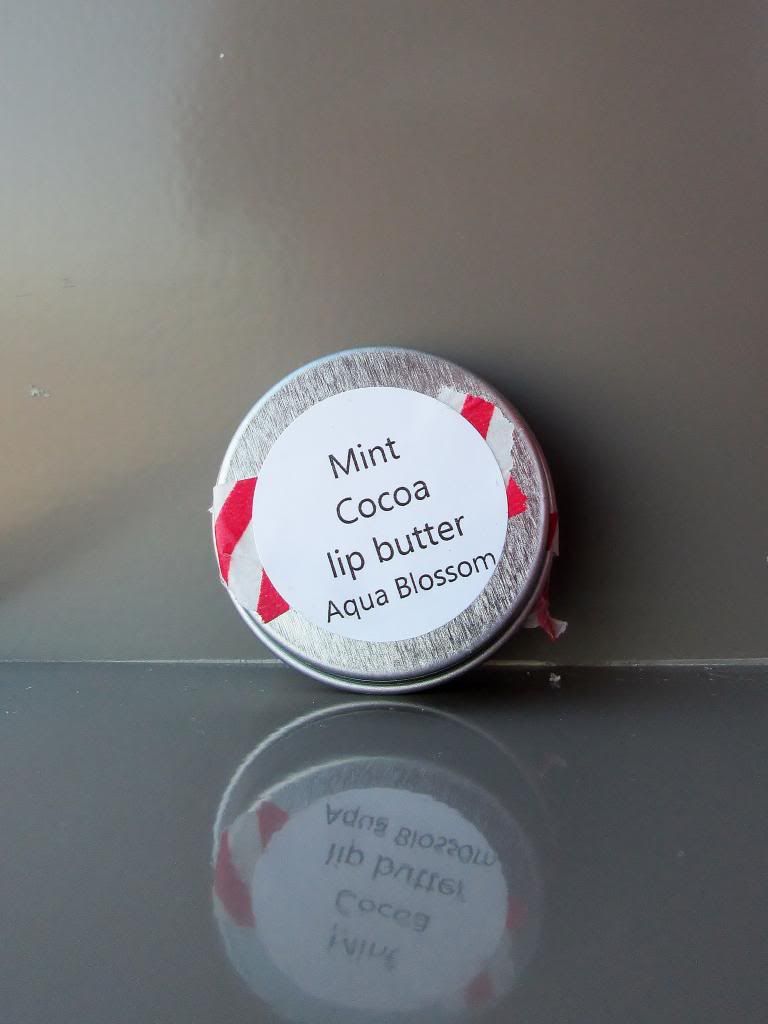 Mint
Cocoa
lip butter
Aqua Blossom